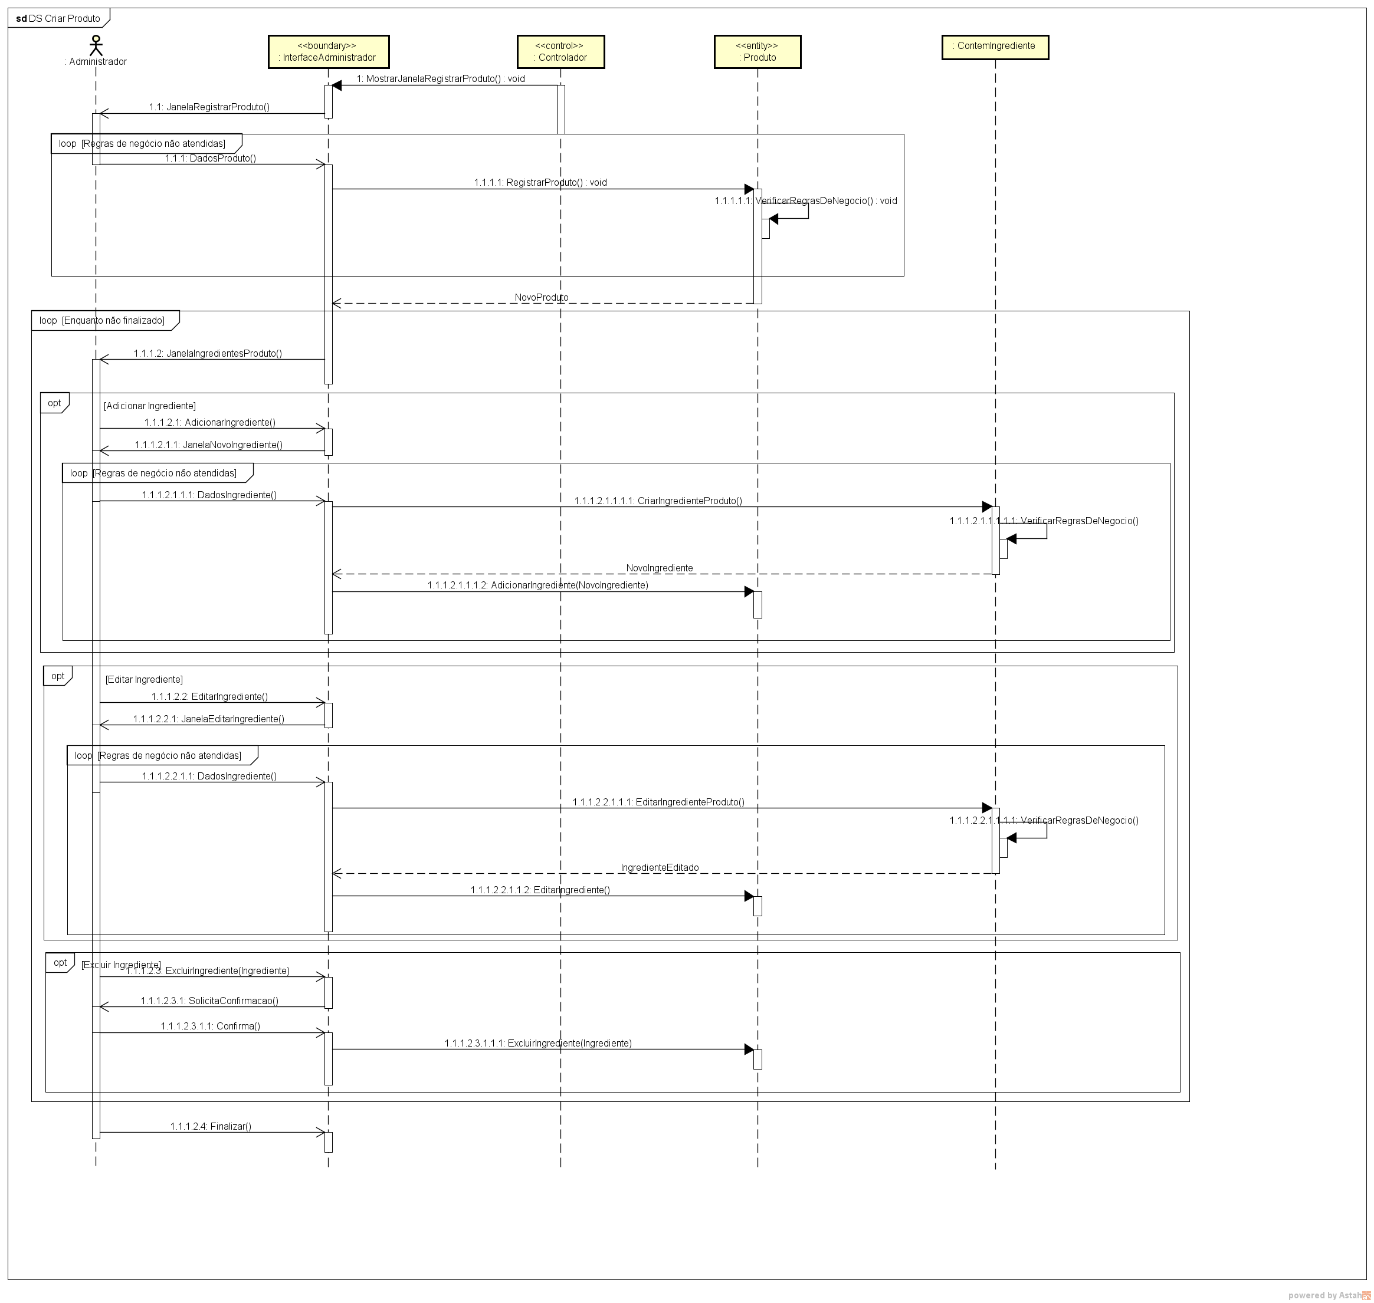 sd DS Criar Produto
: Administrador
<<boundary>>
: InterfaceAdministrador
<<control>>
: Controlador
<<entity>>
: Produto
: ContemIngrediente
1: MostrarJanelaRegistrarProduto() : void
1.1: JanelaRegistrarProduto()
loop [Regras de negócio não atendidas]
1.1.1: DadosProduto()
1.1.1.1: RegistrarProduto() : void
1.1.1.1.1: VerificarRegrasDeNegocio() : void
NovoProduto
loop [Enquanto não finalizado]
1.1.1.2: JanelaIngredientesProduto()
opt [Adicionar Ingrediente]
1.1.1.2.1: AdicionarIngrediente()
1.1.1.2.1.1: JanelaNovoIngrediente()
loop [Regras de negócio não atendidas]
1.1.1.2.1.1.1: DadosIngrediente()
1.1.1.2.1.1.1.1: CriarIngredienteProduto()
1.1.1.2.1.1.1.1.1: VerificarRegrasDeNegocio()
NovoIngrediente
1.1.1.2.1.1.1.2: AdicionarIngrediente(NovoIngrediente)
opt [Editar Ingrediente]
1.1.1.2.2: EditarIngrediente()
1.1.1.2.2.1: JanelaEditarIngrediente()
loop [Regras de negócio não atendidas]
1.1.1.2.2.1.1: DadosIngrediente()
1.1.1.2.2.1.1.1: EditarIngredienteProduto()
1.1.1.2.2.1.1.1.1: VerificarRegrasDeNegocio()
IngredienteEditado
1.1.1.2.2.1.1.2: EditarIngrediente()
opt [Excluir Ingrediente]
1.1.1.2.3: ExcluirIngrediente(Ingrediente)
1.1.1.2.3.1: SolicitaConfirmacao()
1.1.1.2.3.1.1: Confirma()
1.1.1.2.3.1.1.1: ExcluirIngrediente(Ingrediente)
1.1.1.2.4: Finalizar()
powered by Astah